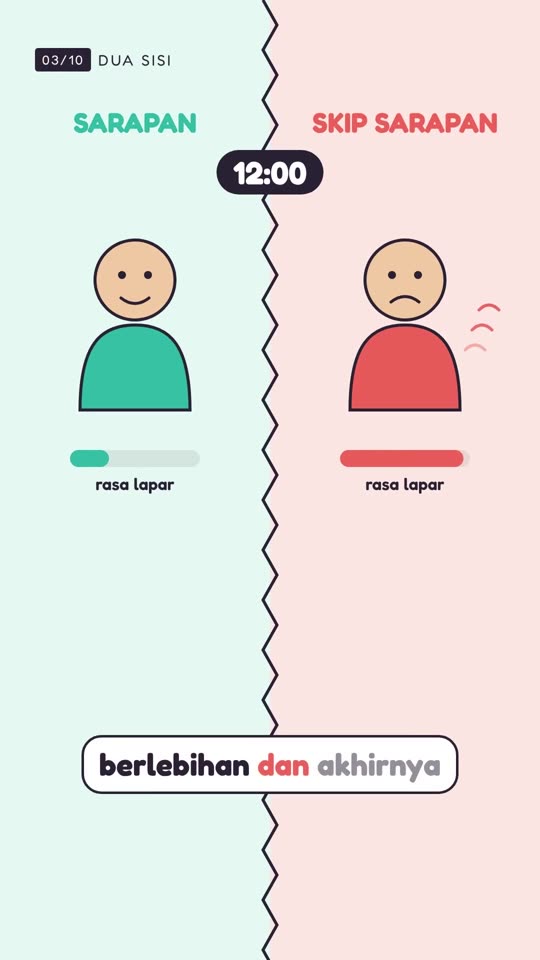 03/10 DUA SISI
SARAPAN
SKIP SARAPAN
12:00
rasa lapar
rasa lapar
berlebihan dan akhirnya